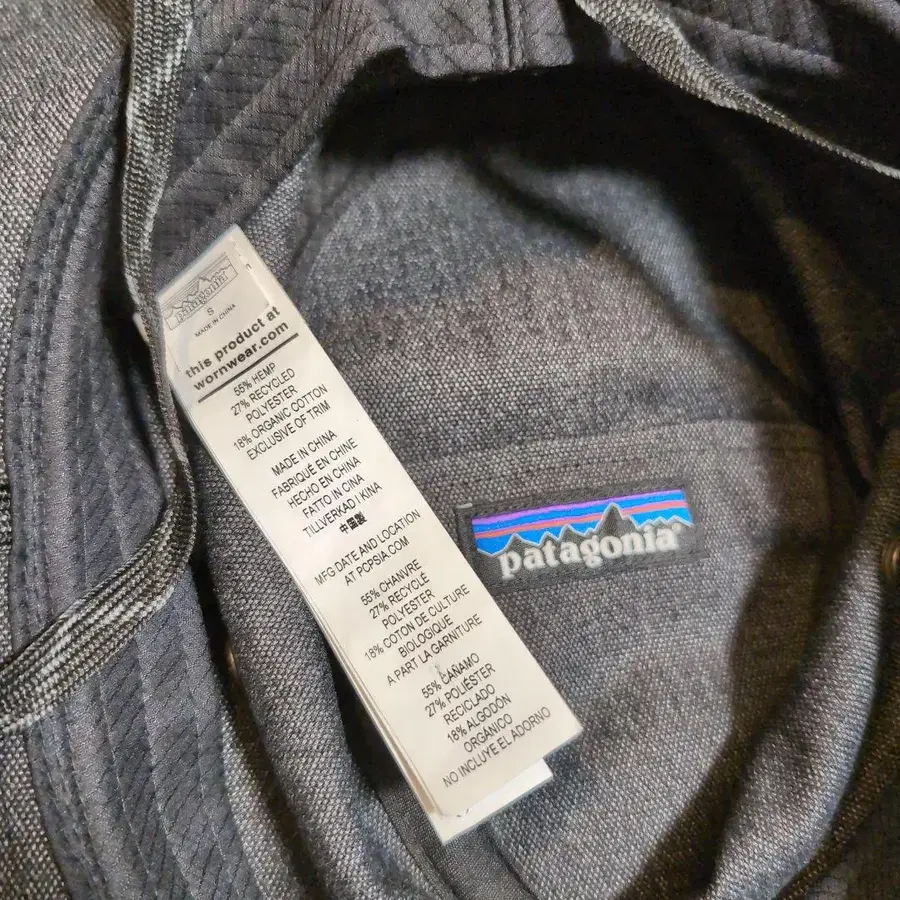 patagonia
S
MADE IN CHINA
this product at
wornwear.com
55% HEMP
27% RECYCLED
POLYESTER
18% ORGANIC COTTON
EXCLUSIVE OF TRIM
MADE IN CHINA
FABRIQUÉ EN CHINE
HECHO EN CHINA
FATTO IN CINA
TILLVERKAD I KINA
中国製
MFG DATE AND LOCATION
AT PCPSIA.COM
55% CHANVRE
27% RECYCLÉ
POLYESTER
18% COTON DE CULTURE
BIOLOGIQUE
A PART LA GARNITURE
55% CÁÑAMO
27% POLIÉSTER
RECICLADO
18% ALGODÓN
ORGÁNICO
NO INCLUYE EL ADORNO
patagonia